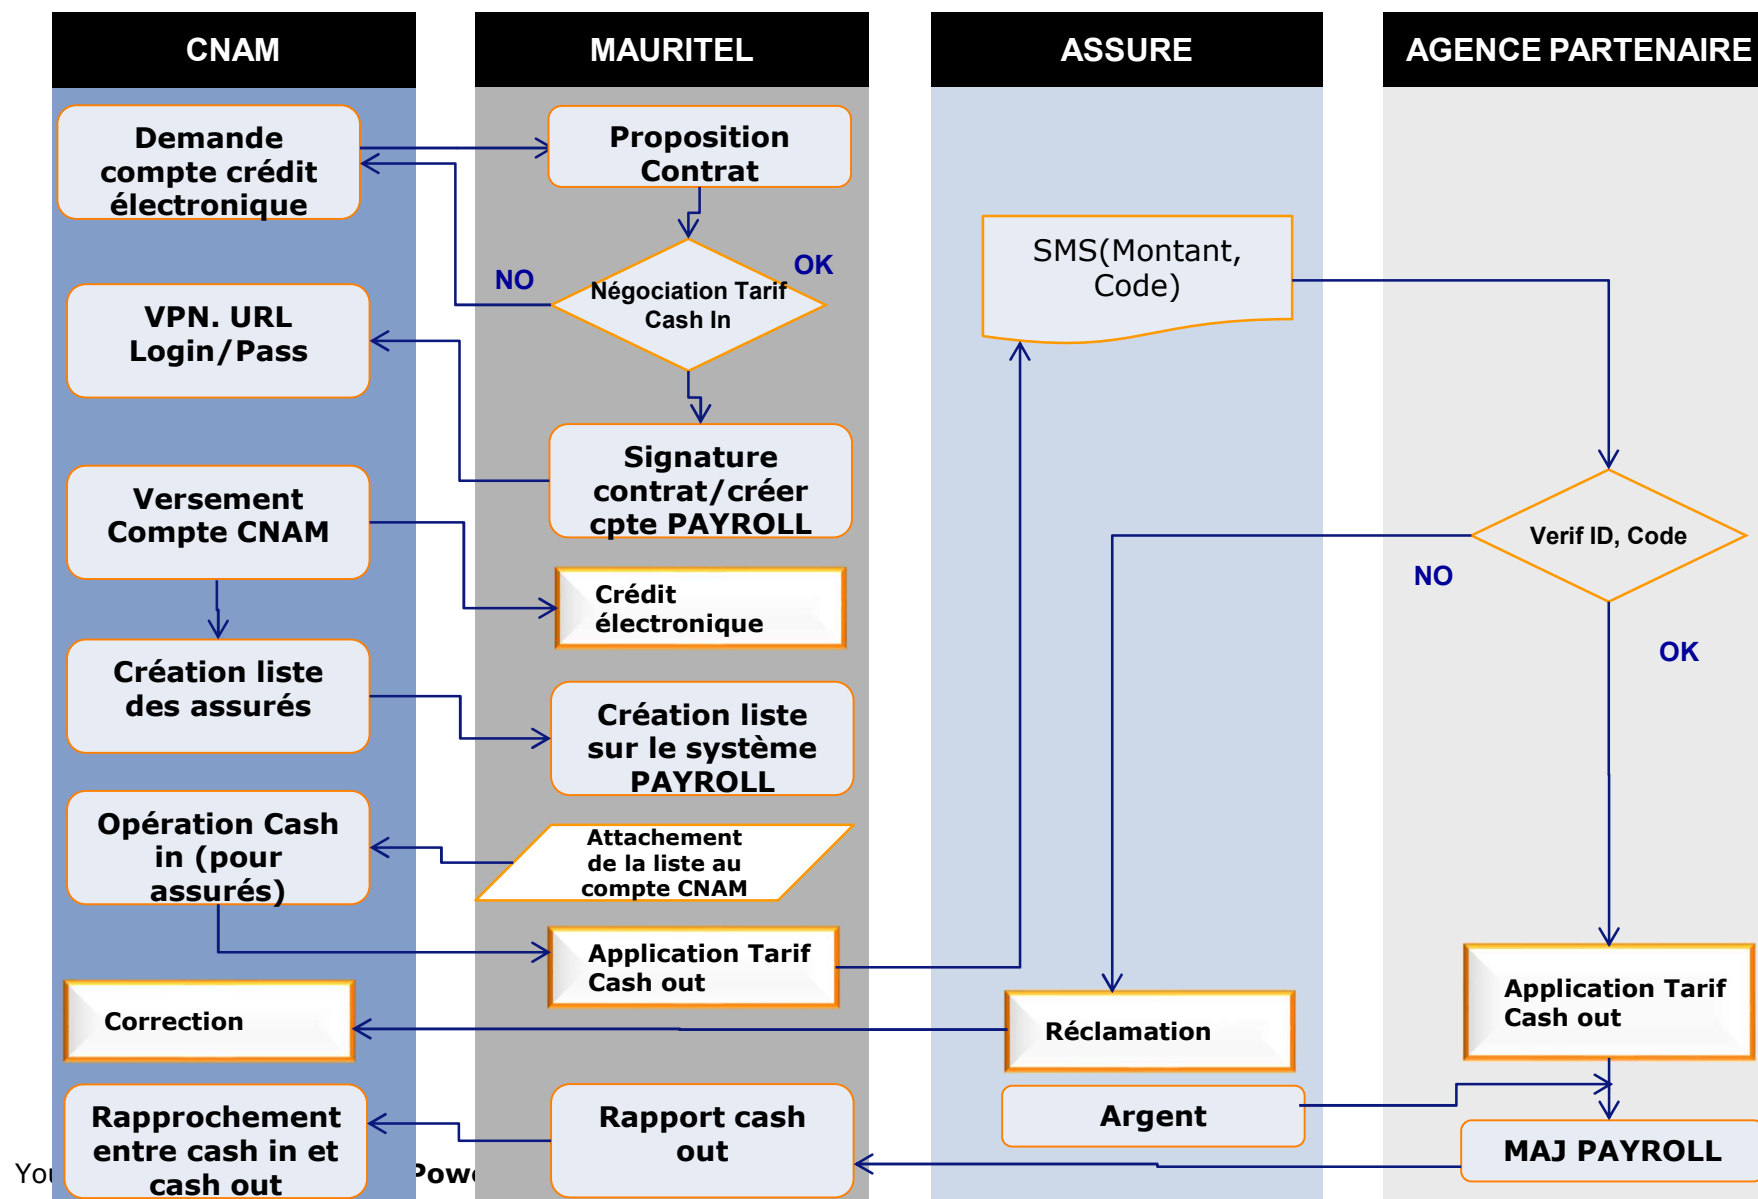 CNAM
MAURITEL
ASSURE
AGENCE PARTENAIRE
Demande
compte crédit
électronique
Proposition
Contrat
SMS(Montant,
Code)
NO
OK
Négociation Tarif
Cash In
VPN. URL
Login/Pass
Signature
contrat/créer
cpte PAYROLL
Versement
Compte CNAM
Verif ID, Code
NO
OK
Crédit
électronique
Création liste
des assurés
Création liste
sur le système
PAYROLL
Opération Cash
in (pour
assurés)
Attachement
de la liste au
compte CNAM
Application Tarif
Cash out
Application Tarif
Cash out
Correction
Réclamation
Rapprochement
entre cash in et
cash out
Rapport cash
out
Argent
MAJ PAYROLL